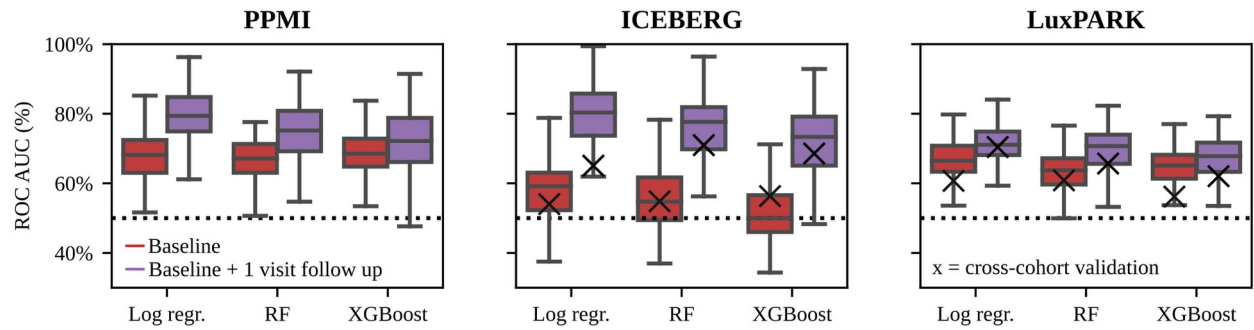 PPMI
ICEBERG
LuxPARK
ROC AUC (%)
100%
80%
60%
40%
Baseline
Baseline + 1 visit follow up
x = cross-cohort validation
Log regr.
RF
XGBoost
Log regr.
RF
XGBoost
Log regr.
RF
XGBoost